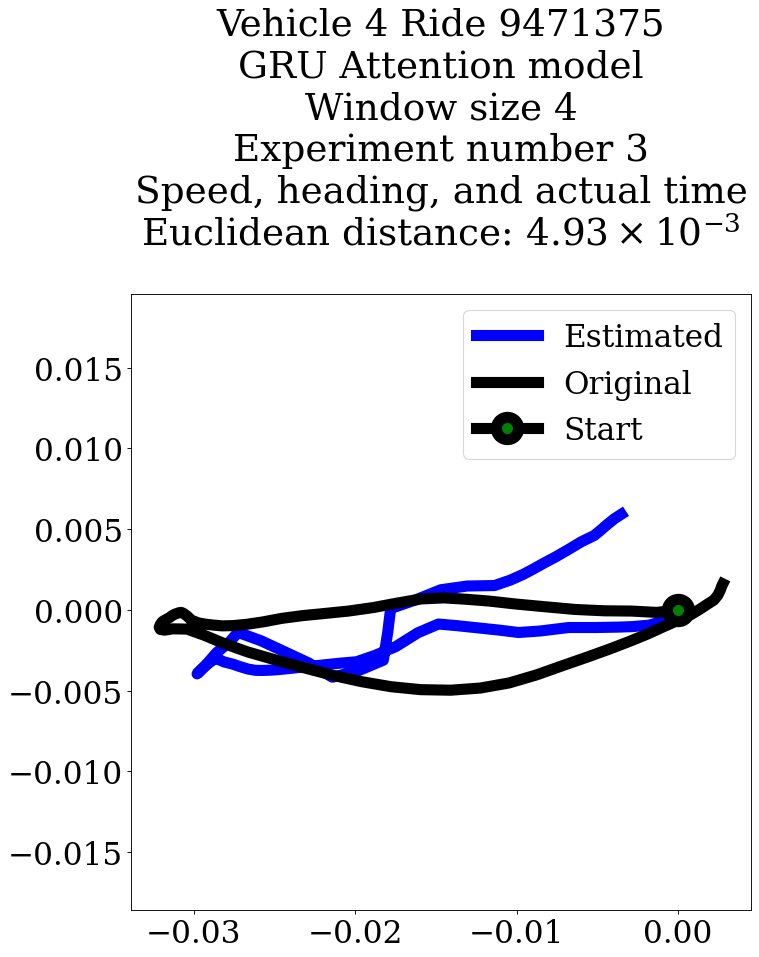 Vehicle 4 Ride 9471375
GRU Attention model
Window size 4
Experiment number 3
Speed, heading, and actual time
Euclidean distance: 4.93 × 10⁻³
Estimated
Original
Start
0.015
0.010
0.005
0.000
−0.005
−0.010
−0.015
−0.03
−0.02
−0.01
0.00